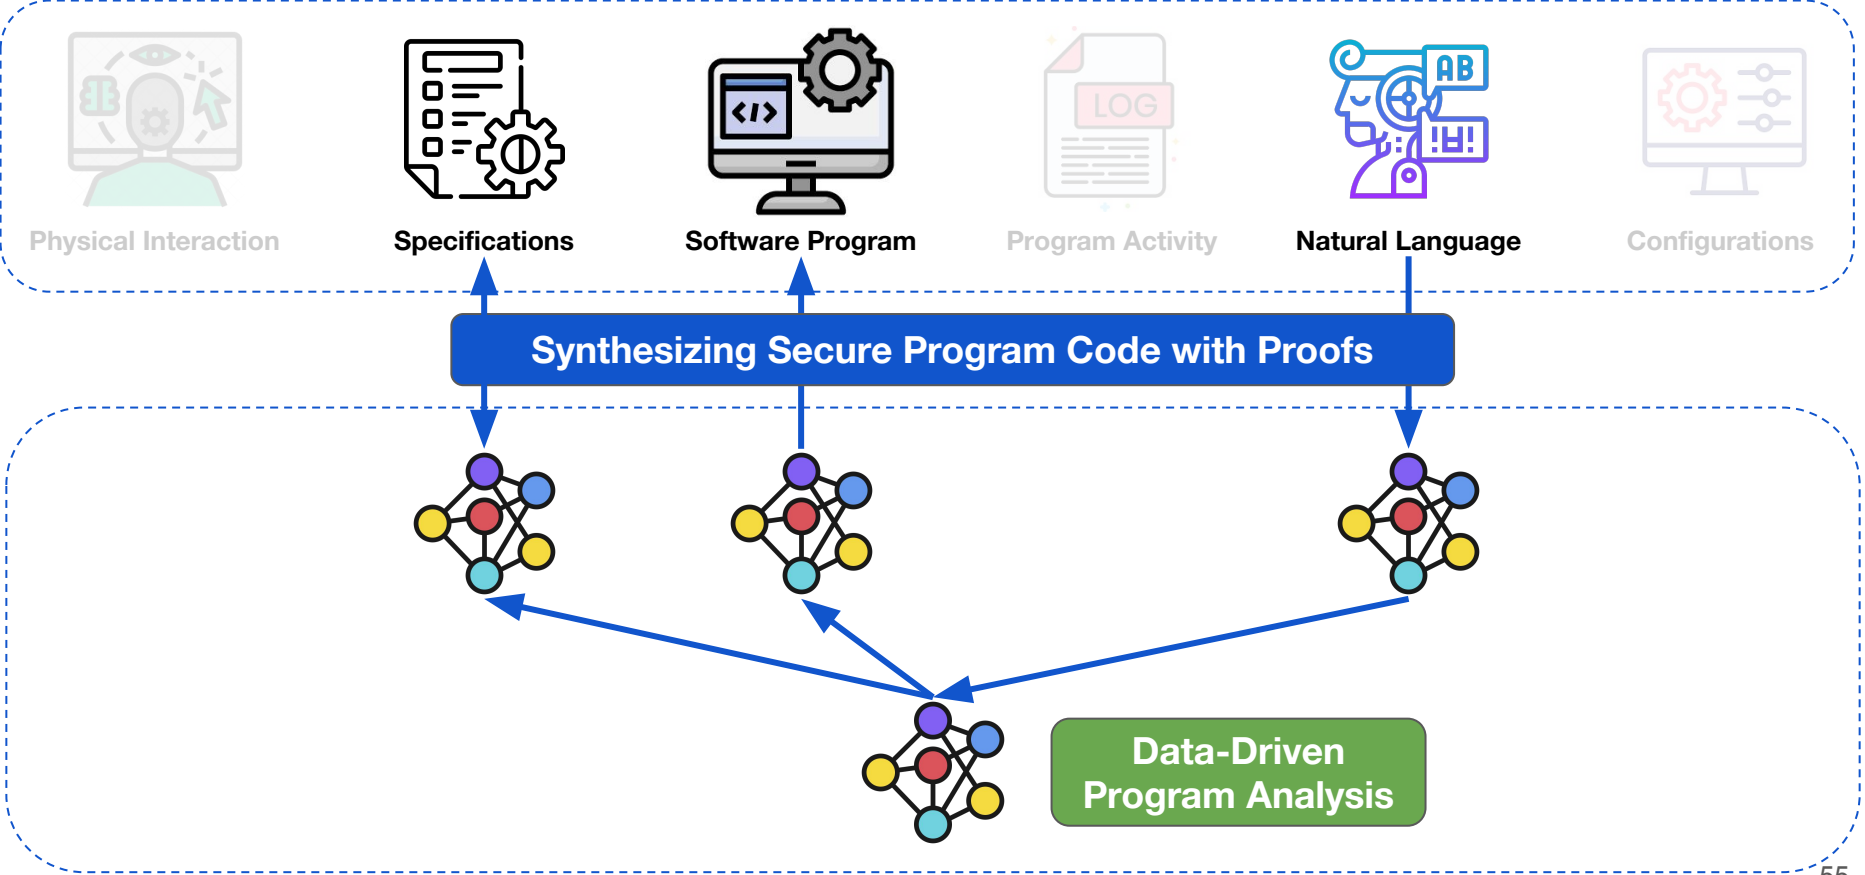 AB
</>
LOG
Physical Interaction
Specifications
Software Program
Program Activity
Natural Language
Configurations
Synthesizing Secure Program Code with Proofs
Data-Driven
Program Analysis
55